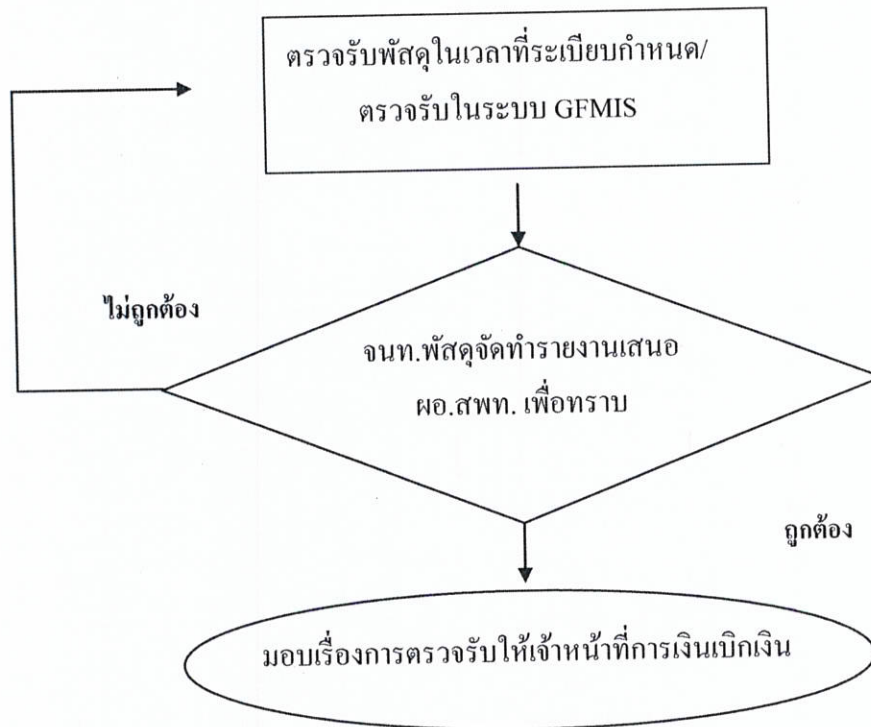 ตรวจรับพัสดุในเวลาที่ระเบียบกำหนด/
ตรวจรับในระบบ GFMIS
ไม่ถูกต้อง
จนท.พัสดุจัดทำรายงานเสนอ
ผอ.สพท. เพื่อทราบ
ถูกต้อง
มอบเรื่องการตรวจรับให้เจ้าหน้าที่การเงินเบิกเงิน